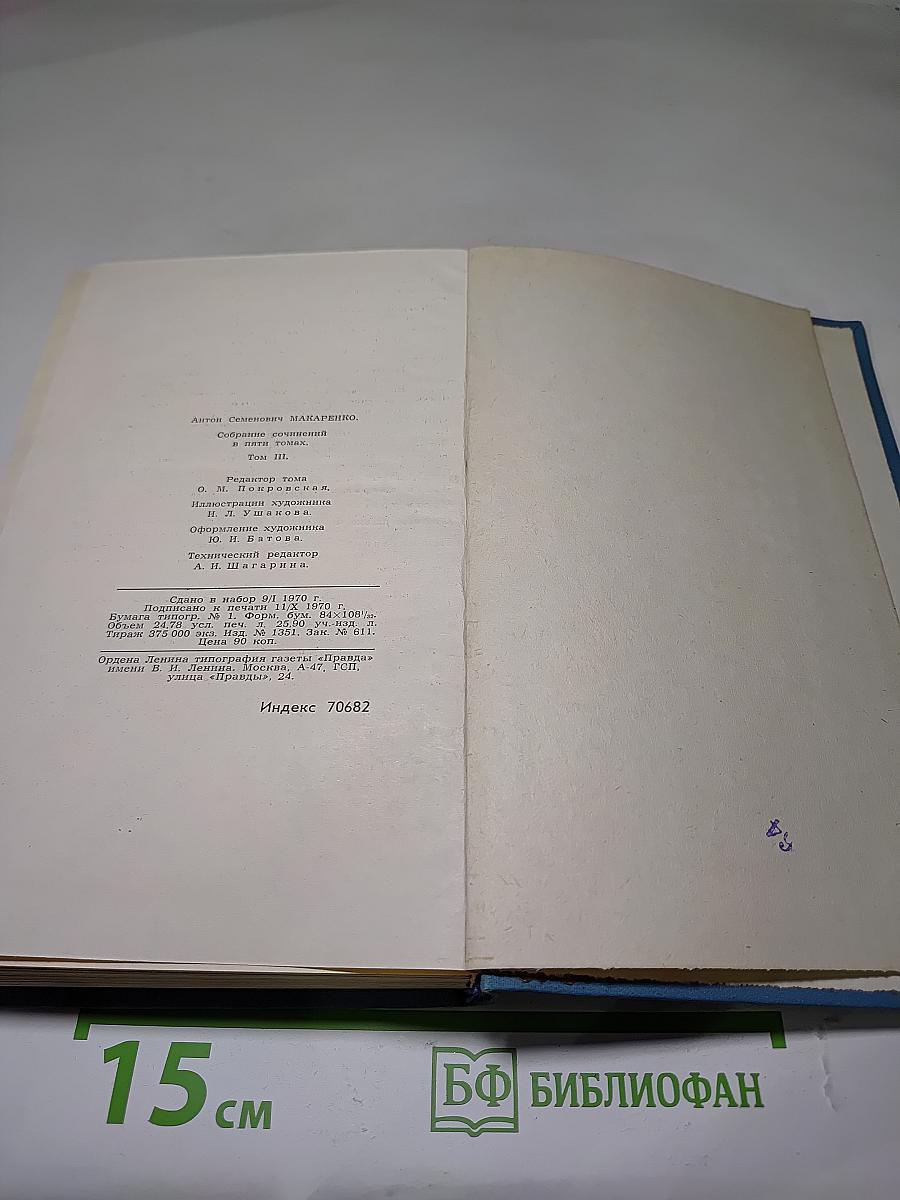 Антон Семенович МАКАРЕНКО.
Собрание сочинений
в пяти томах.
Том III.
Редактор тома
О. М. Покровская.
Иллюстрации художника
И. Л. Ушакова.
Оформление художника
Ю. И. Батова.
Технический редактор
А. И. Шагарина.
Сдано в набор 9/I 1970 г.
Подписано к печати 11/X 1970 г.
Бумага типогр. № 1. Форм. бум. 84×108¹/₃₂.
Объем 24,78 усл. печ. л. 25,90 уч.-изд. л.
Тираж 375 000 экз. Изд. № 1351. Зак. № 611.
Цена 90 коп.
Ордена Ленина типография газеты «Правда»
имени В. И. Ленина. Москва, А-47, ГСП,
улица «Правды», 24.
Индекс 70682
15 см
БФ БИБЛИОФАН